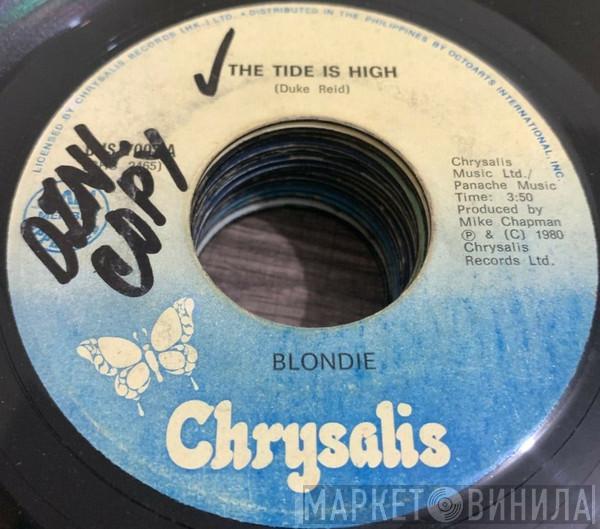 LICENSED BY CHRYSALIS RECORDS (HK.) LTD. • DISTRIBUTED IN THE PHILIPPINES BY OCTOARTS INTERNATIONAL, INC.
THE TIDE IS HIGH
(Duke Reid)
DZNL
COPY
2465)
Chrysalis
Music Ltd./
Panache Music
Time: 3:50
Produced by
Mike Chapman
Ⓟ & (C) 1980
Chrysalis
Records Ltd.
BLONDIE
Chrysalis
МАРКЕТ ВИНИЛА